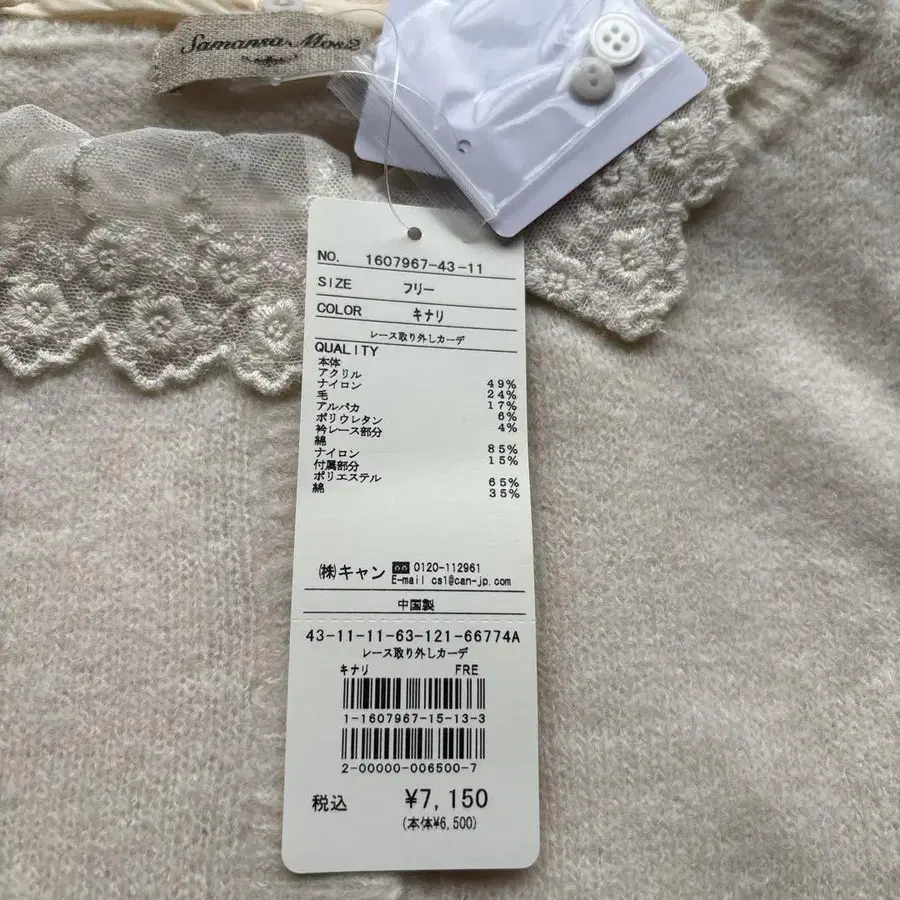 Samansa Mos2
NO. 1607967-43-11
SIZE フリー
COLOR キナリ
レース取り外しカーデ
QUALITY
本体
アクリル 49%
ナイロン 24%
毛 17%
アルパカ 6%
ポリウレタン 4%
衿レース部分
綿 85%
ナイロン 15%
付属部分
ポリエステル 65%
綿 35%
㈱キャン 0120-112961
E-mail cs1@can-jp.com
中国製
43-11-11-63-121-66774A
レース取り外しカーデ
キナリ FRE
1-1607967-15-13-3
2-00000-006500-7
税込 ¥7,150
(本体¥6,500)